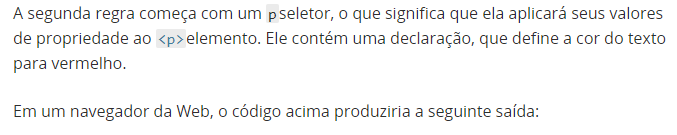 A segunda regra começa com um p seletor, o que significa que ela aplicará seus valores
de propriedade ao <p> elemento. Ele contém uma declaração, que define a cor do texto
para vermelho.
Em um navegador da Web, o código acima produziria a seguinte saída: